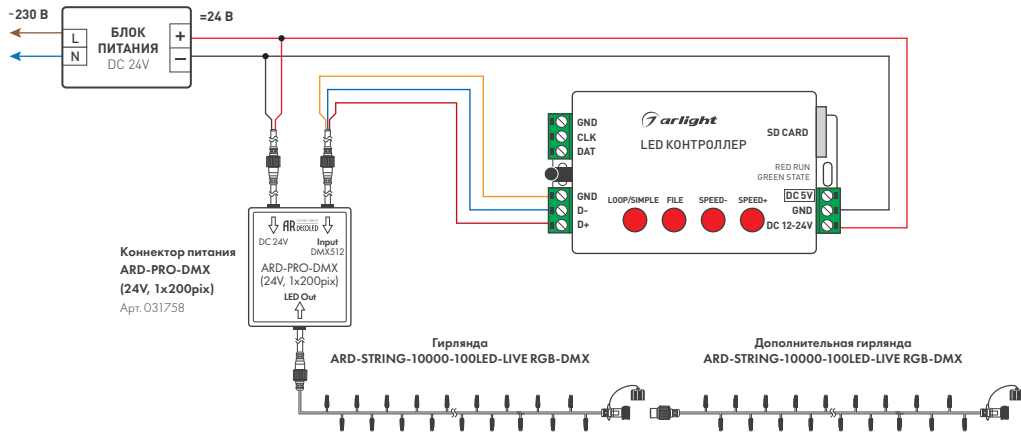 ~230 В
=24 В
L
N
БЛОК
ПИТАНИЯ
DC 24V
+
−
GND
CLK
DAT
arlight
LED КОНТРОЛЛЕР
SD CARD
RED RUN
GREEN STATE
GND
D-
D+
LOOP/SIMPLE
FILE
SPEED-
SPEED+
DC 5V
GND
DC 12-24V
AR DECOLED
DC 24V
Input
DMX512
ARD-PRO-DMX
(24V, 1x200pix)
LED Out
Коннектор питания
ARD-PRO-DMX
(24V, 1x200pix)
Арт. 031758
Гирлянда
ARD-STRING-10000-100LED-LIVE RGB-DMX
Дополнительная гирлянда
ARD-STRING-10000-100LED-LIVE RGB-DMX